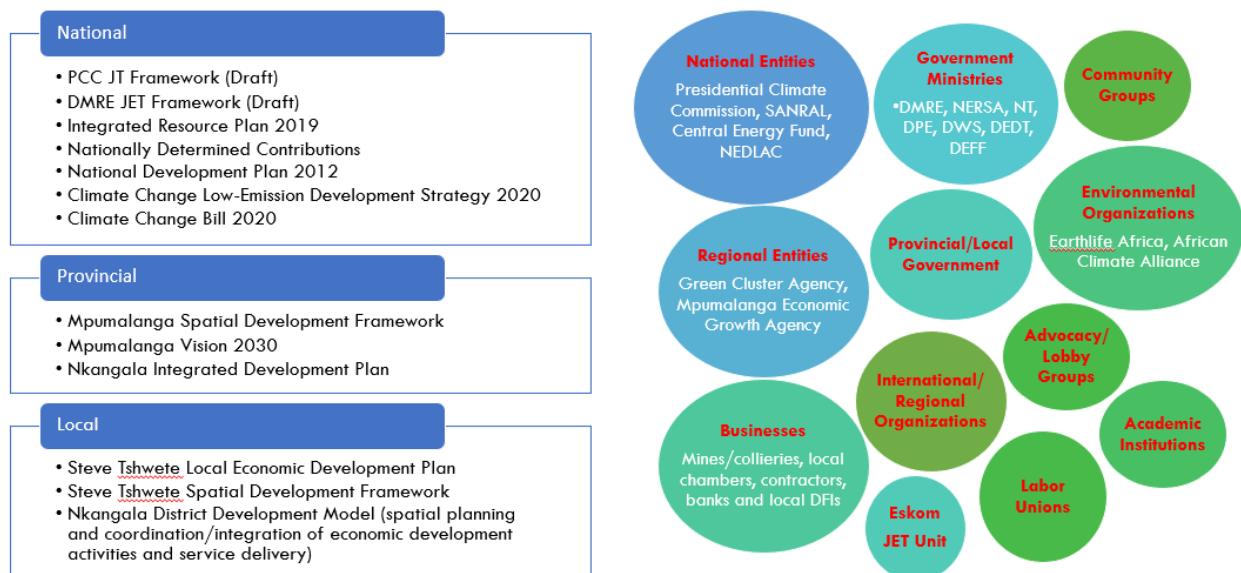 National
• PCC JT Framework (Draft)
• DMRE JET Framework (Draft)
• Integrated Resource Plan 2019
• Nationally Determined Contributions
• National Development Plan 2012
• Climate Change Low-Emission Development Strategy 2020
• Climate Change Bill 2020
Provincial
• Mpumalanga Spatial Development Framework
• Mpumalanga Vision 2030
• Nkangala Integrated Development Plan
Local
• Steve Tshwete Local Economic Development Plan
• Steve Tshwete Spatial Development Framework
• Nkangala District Development Model (spatial planning
and coordination/integration of economic development
activities and service delivery)
National Entities
Presidential Climate
Commission, SANRAL,
Central Energy Fund,
NEDLAC
Government
Ministries
•DMRE, NERSA, NT,
DPE, DWS, DEDT,
DEFF
Community
Groups
Environmental
Organizations
Earthlife Africa, African
Climate Alliance
Provincial/Local
Government
Regional Entities
Green Cluster Agency,
Mpumalanga Economic
Growth Agency
Advocacy/
Lobby
Groups
International/
Regional
Organizations
Academic
Institutions
Businesses
Mines/collieries, local
chambers, contractors,
banks and local DFIs
Labor
Unions
Eskom
JET Unit